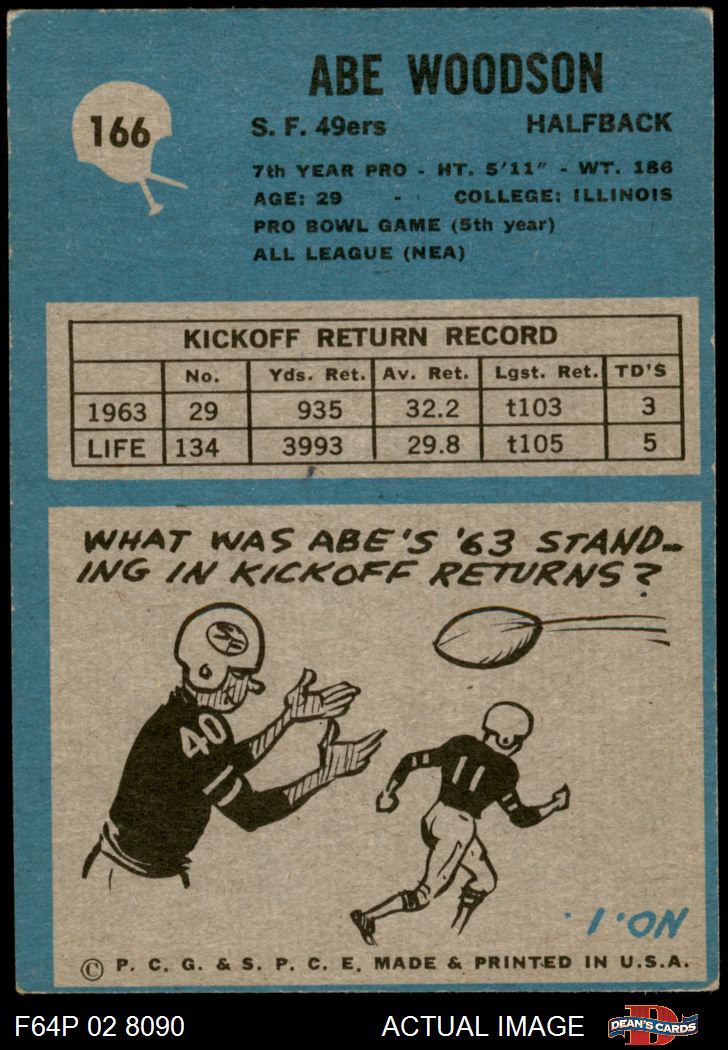 166
ABE WOODSON
S. F. 49ers HALFBACK
7th YEAR PRO - HT. 5'11" - WT. 186
AGE: 29 - COLLEGE: ILLINOIS
PRO BOWL GAME (5th year)
ALL LEAGUE (NEA)
KICKOFF RETURN RECORD
No. Yds. Ret. Av. Ret. Lgst. Ret. TD'S
1963 29 935 32.2 t103 3
LIFE 134 3993 29.8 t105 5
WHAT WAS ABE'S '63 STAND-
ING IN KICKOFF RETURNS?
SF
40
11
NO. 1.
© P. C. G. & S. P. C. E. MADE & PRINTED IN U.S.A.
F64P 02 8090 ACTUAL IMAGE D DEAN'S CARDS